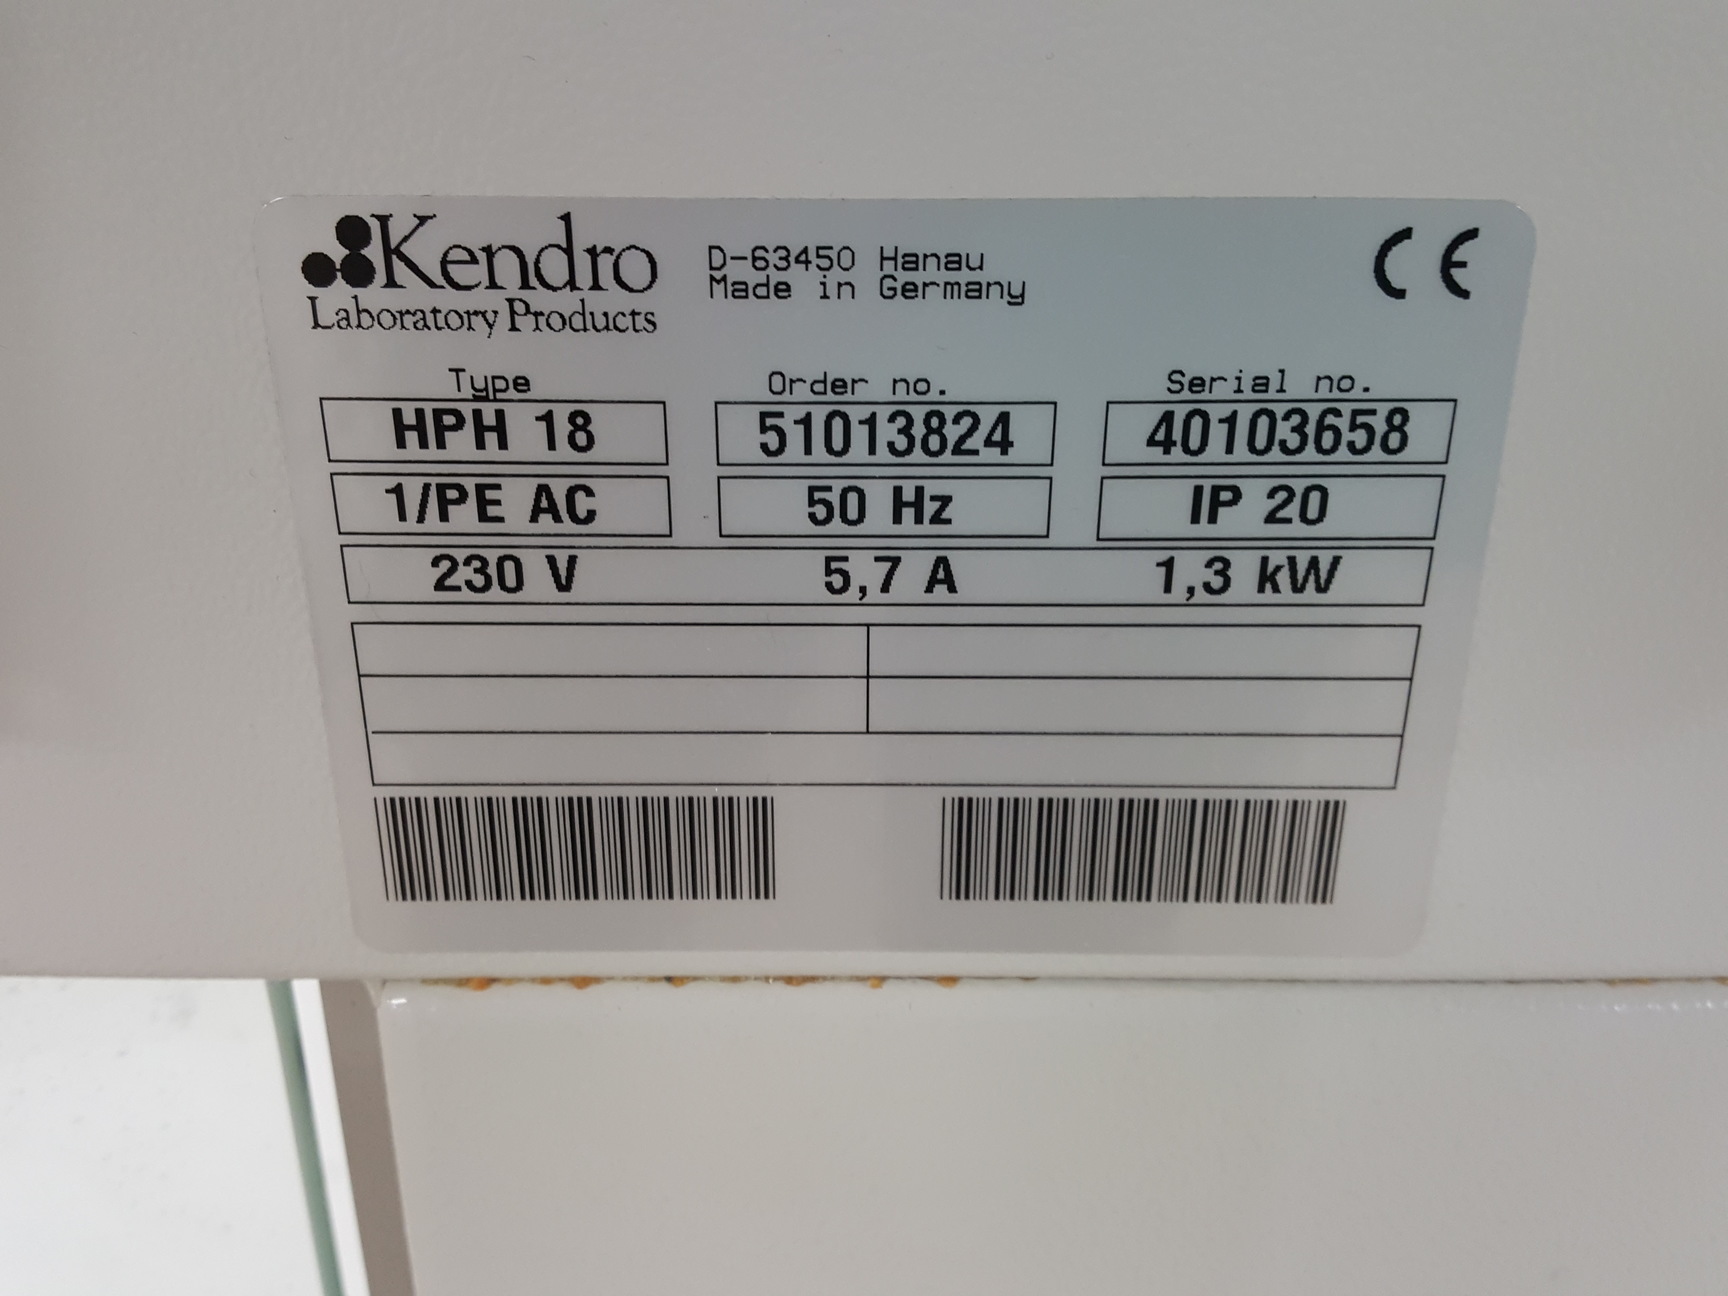 Kendro
Laboratory Products
D-63450 Hanau
Made in Germany
CE
Type Order no. Serial no.
HPH 18 51013824 40103658
1/PE AC 50 Hz IP 20
230 V 5,7 A 1,3 kW